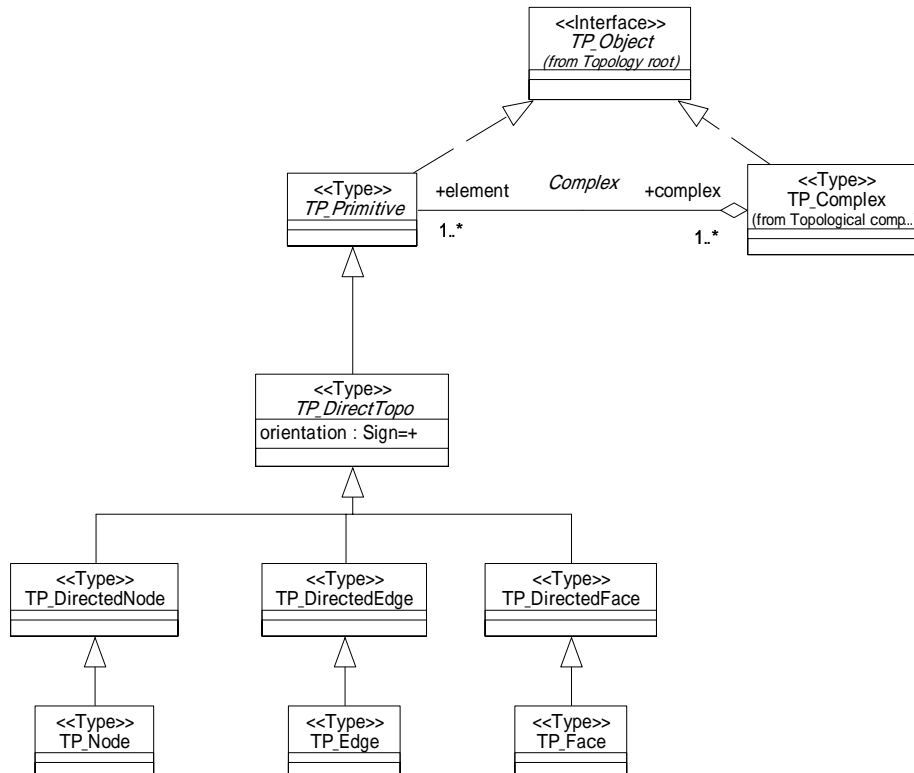 <<Interface>>
TP_Object
(from Topology root)
<<Type>>
TP_Primitive
+element
Complex
+complex
1..*
1..*
<<Type>>
TP_Complex
(from Topological comp...)
<<Type>>
TP_DirectTopo
orientation : Sign=+
<<Type>>
TP_DirectedNode
<<Type>>
TP_DirectedEdge
<<Type>>
TP_DirectedFace
<<Type>>
TP_Node
<<Type>>
TP_Edge
<<Type>>
TP_Face